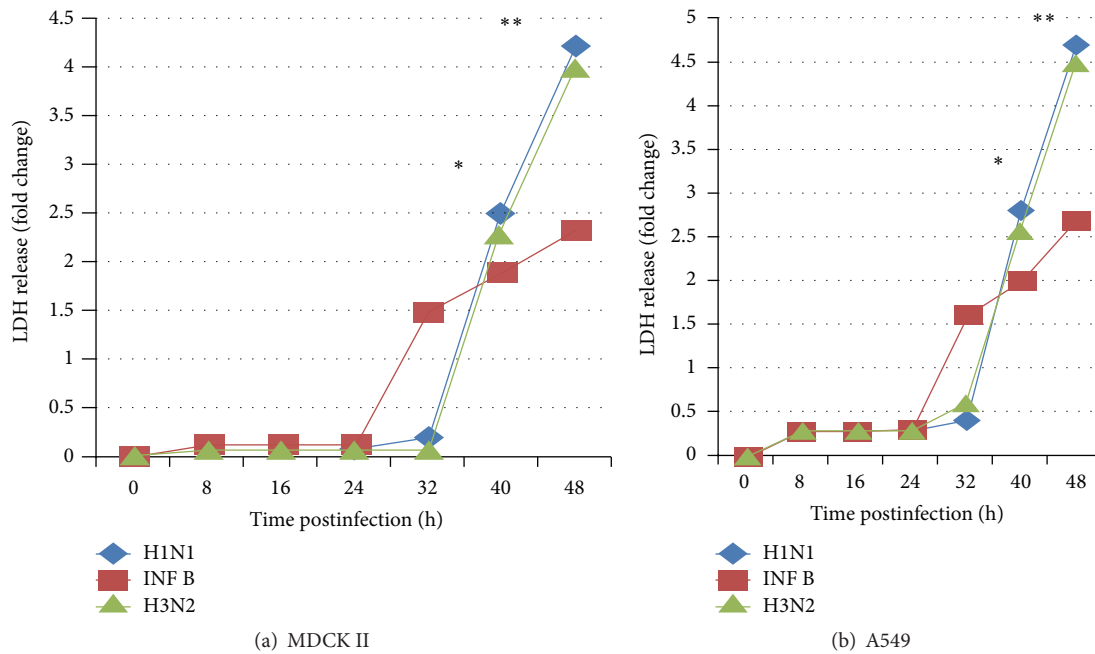 **
4.5
4
3.5
3
2.5
2
1.5
1
0.5
0
*
LDH release (fold change)
0 8 16 24 32 40 48
Time postinfection (h)
H1N1
INF B
H3N2
(a) MDCK II
**
5
4.5
4
3.5
3
2.5
2
1.5
1
0.5
0
*
LDH release (fold change)
0 8 16 24 32 40 48
Time postinfection (h)
H1N1
INF B
H3N2
(b) A549